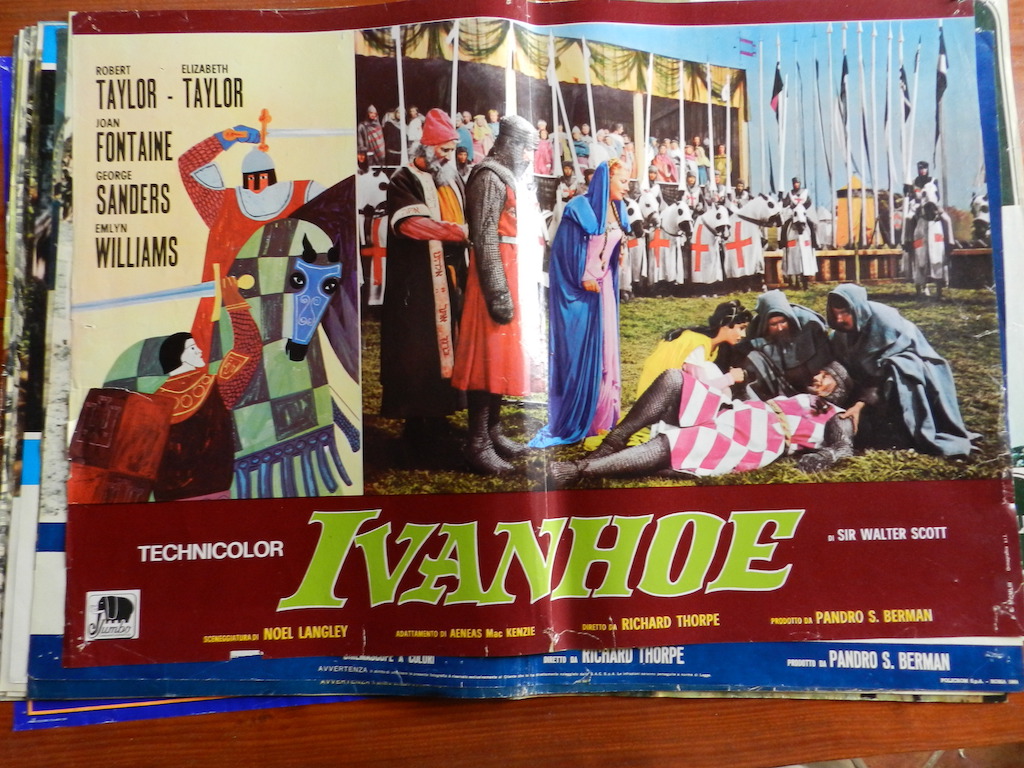 ROBERT ELIZABETH
TAYLOR - TAYLOR
JOAN
FONTAINE
GEORGE
SANDERS
EMLYN
WILLIAMS
TECHNICOLOR
IVANHOE
DI SIR WALTER SCOTT
Jumbo
SCENEGGIATURA DI NOEL LANGLEY
ADATTAMENTO DI AENEAS Mac KENZIE
DIRETTO DA RICHARD THORPE
PRODOTTO DA PANDRO S. BERMAN
A COLORI
DIRETTO DA RICHARD THORPE
PRODOTTO DA PANDRO S. BERMAN
AVVERTENZA
AVVERTENZA